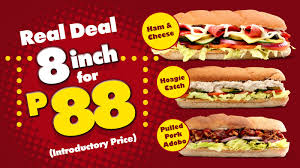 Real Deal
8 inch
for
P88
(Introductory Price)
Ham &
Cheese
Hoagie
Catch
Pulled
Pork
Adobo